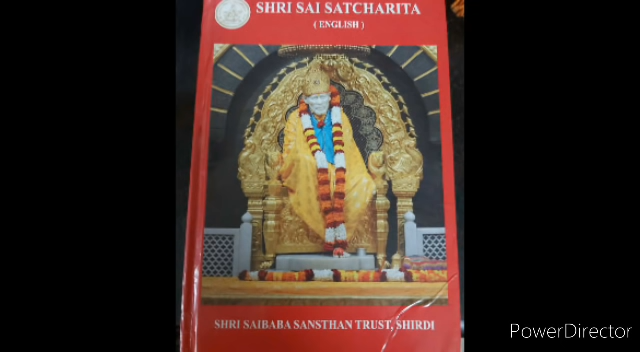 SHRI SAI SATCHARITA
( ENGLISH )
SHRI SAIBABA SANSTHAN TRUST, SHIRDI
PowerDirector